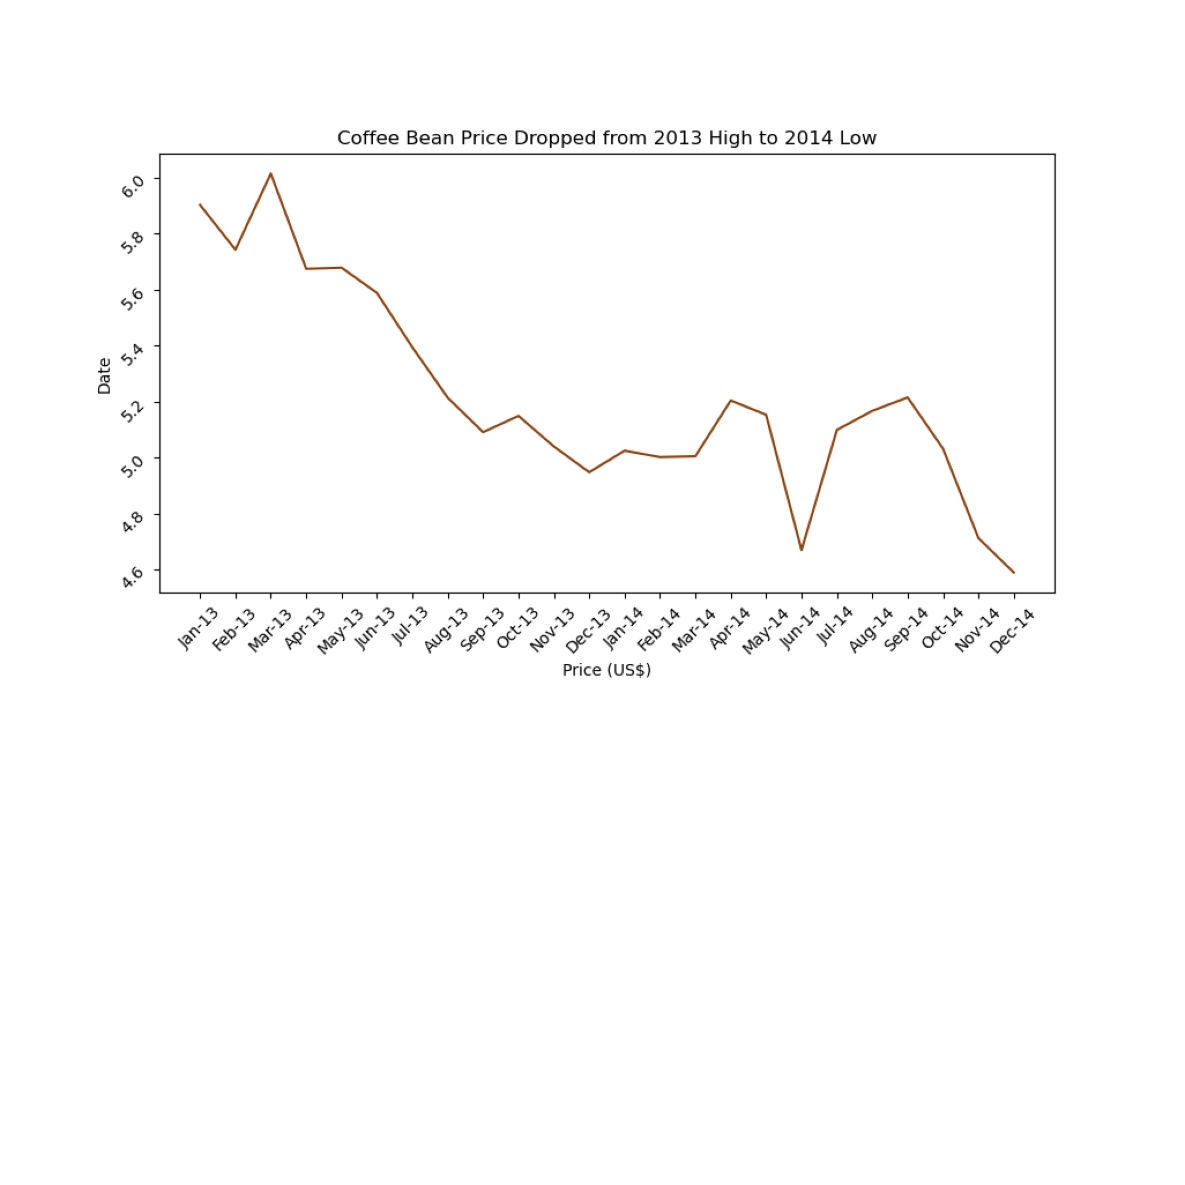 Coffee Bean Price Dropped from 2013 High to 2014 Low
Date
6.0
5.8
5.6
5.4
5.2
5.0
4.8
4.6
Jan-13
Feb-13
Mar-13
Apr-13
May-13
Jun-13
Jul-13
Aug-13
Sep-13
Oct-13
Nov-13
Dec-13
Jan-14
Feb-14
Mar-14
Apr-14
May-14
Jun-14
Jul-14
Aug-14
Sep-14
Oct-14
Nov-14
Dec-14
Price (US$)